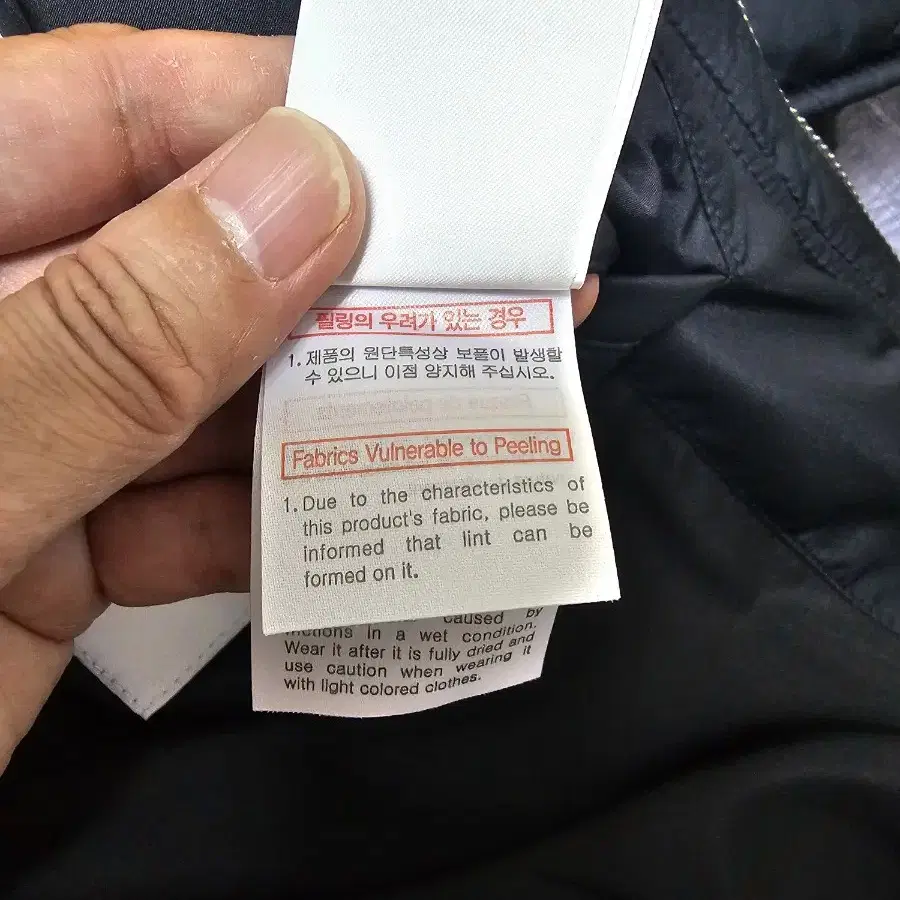 필링의 우려가 있는 경우
1. 제품의 원단특성상 보풀이 발생할
수 있으니 이점 양지해 주십시오.
Fabrics Vulnerable to Peeling
1. Due to the characteristics of
this product's fabric, please be
informed that lint can be
formed on it.
caused by
in a wet condition.
Wear it after it is fully dried and
use caution when wearing it
with light colored clothes.